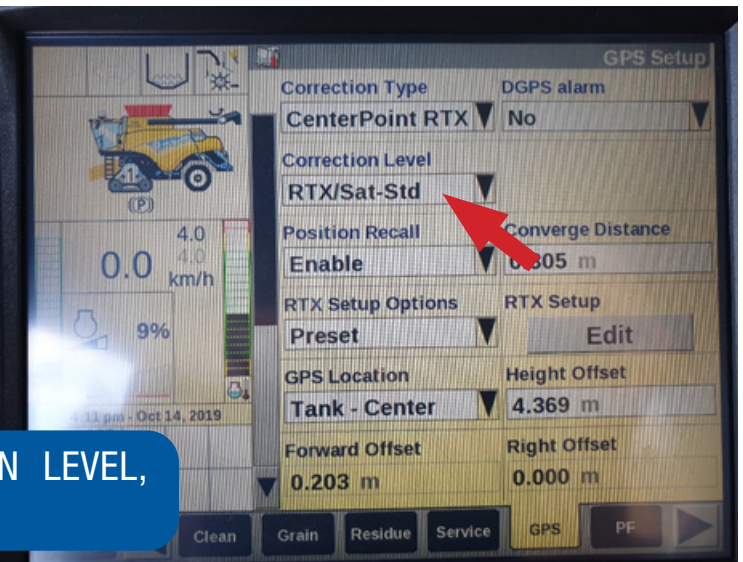 GPS Setup
Correction Type
DGPS alarm
CenterPoint RTX
No
Correction Level
RTX/Sat-Std
Position Recall
Converge Distance
Enable
0.305 m
RTX Setup Options
RTX Setup
Preset
Edit
GPS Location
Height Offset
Tank - Center
4.369 m
Forward Offset
Right Offset
0.203 m
0.000 m
1
(P)
4.0
4.0
0.0 km/h
9%
4:11 pm - Oct 14, 2019
N LEVEL,
Clean
Grain
Residue
Service
GPS
PF